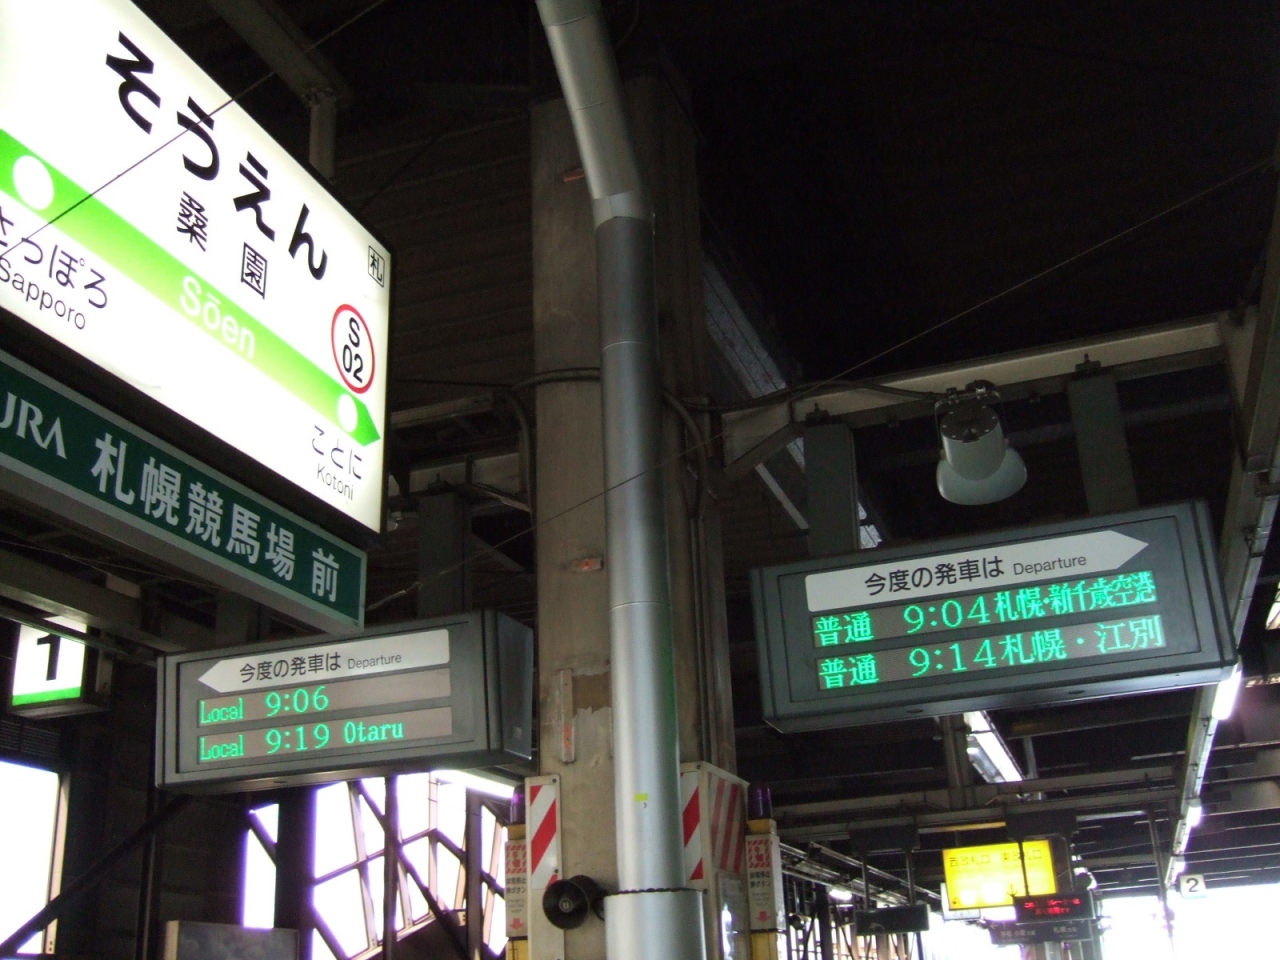 そうえん
桑園
札
さっぽろ
Sapporo
Sōen
S
02
ことに
Kotoni
JRA 札幌競馬場 前
1
今度の発車は Departure
Local 9:06
Local 9:19 Otaru
今度の発車は Departure
普通 9:04 札幌・新千歳空港
普通 9:14 札幌・江別
2